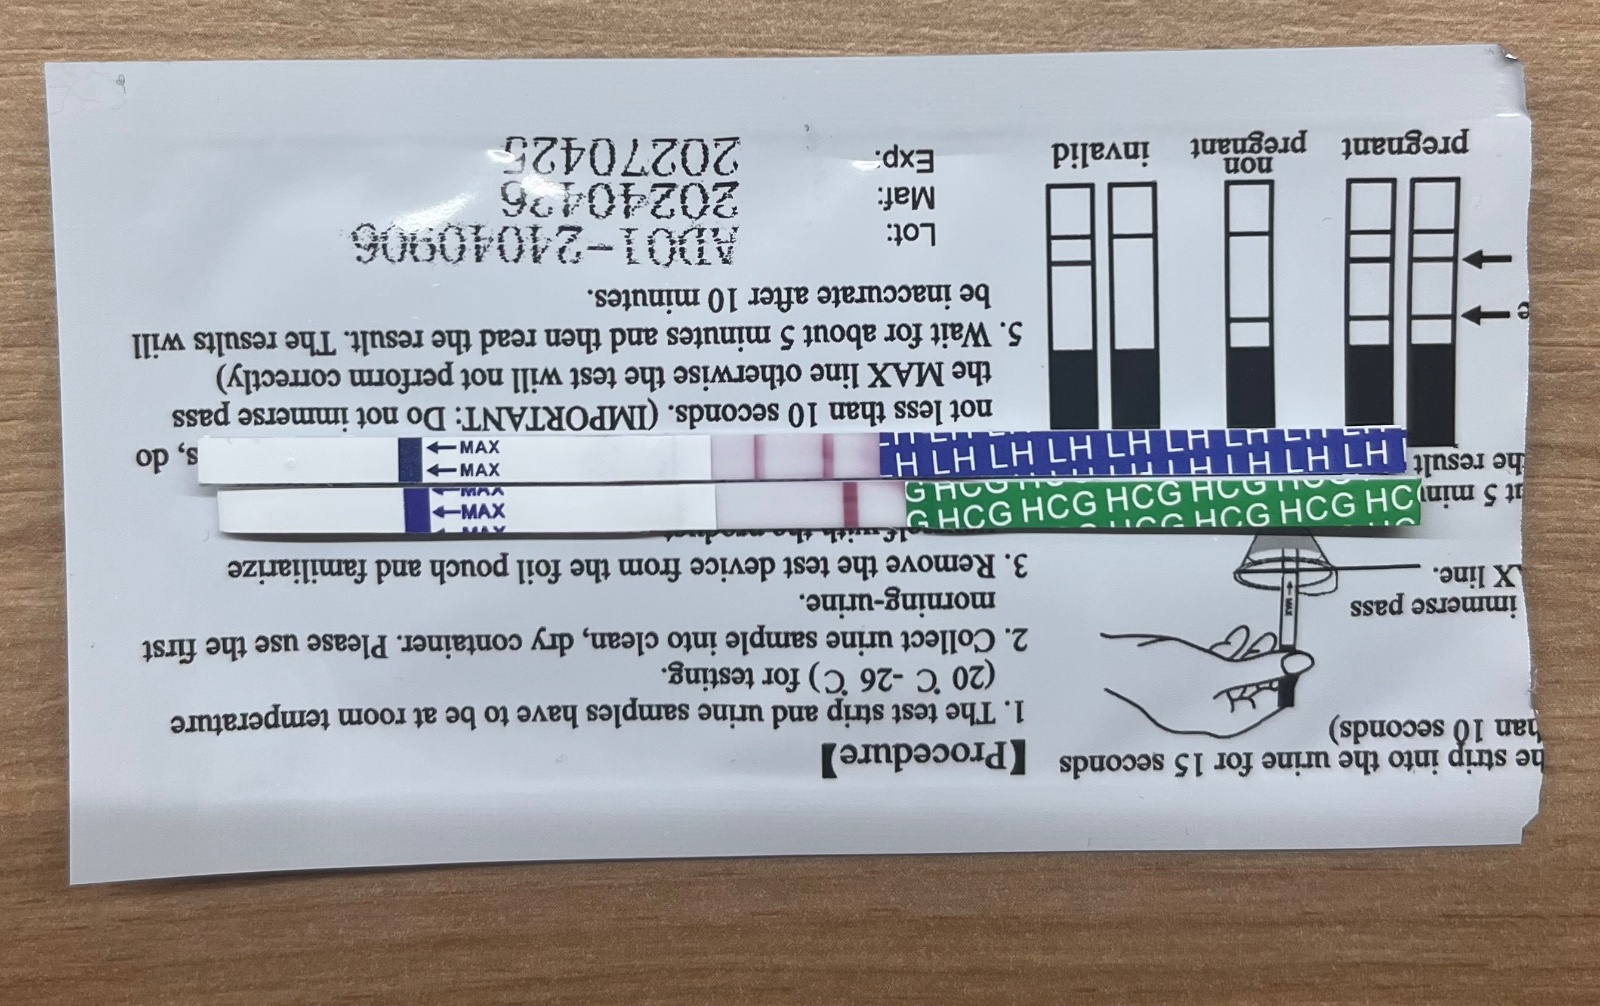 he strip into the urine for 15 seconds
han 10 seconds)
immerse pass
X line.
at 5 minu
he result
e
pregnant
non
pregnant
invalid
【Procedure】
1. The test strip and urine samples have to be at room temperature
(20 ℃ -26 ℃) for testing.
2. Collect urine sample into clean, dry container. Please use the first
morning-urine.
3. Remove the test device from the foil pouch and familiarize
s, do
not less than 10 seconds. (IMPORTANT: Do not immerse pass
the MAX line otherwise the test will not perform correctly)
5. Wait for about 5 minutes and then read the result. The results will
be inaccurate after 10 minutes.
Lot: AD01-24040906
Maf: 20240426
Exp: 20270425
←MAX
←MAX
H LH LH LH LH LH LH LH LH
←MAX
G HCG HCG HCG HCG HCG HC
←MAX